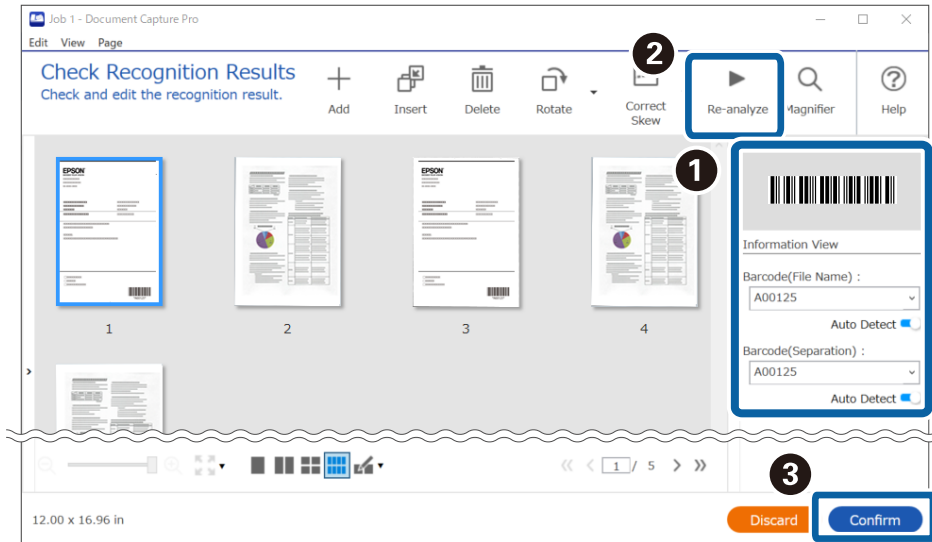 Job 1 - Document Capture Pro
Edit View Page
Check Recognition Results
Check and edit the recognition result.
Add
Insert
Delete
Rotate
Correct
Skew
2
Re-analyze
Magnifier
Help
1
EPSON
EPSON
1
2
3
4
Information View
Barcode(File Name) :
A00125
Auto Detect
Barcode(Separation) :
A00125
Auto Detect
1 / 5
3
12.00 x 16.96 in
Discard
Confirm